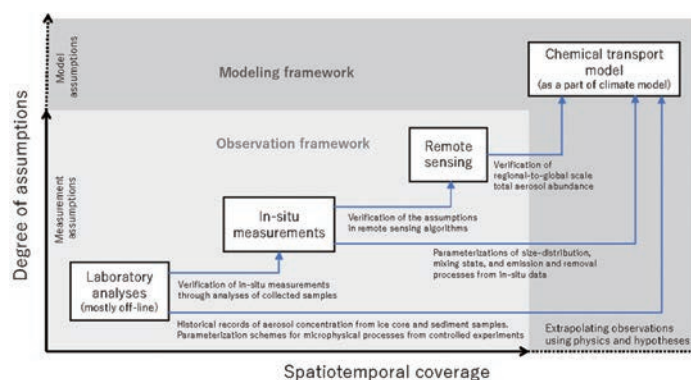 Degree of assumptions
Model
assumptions
Measurement
assumptions
Modeling framework
Chemical transport
model
(as a part of climate model)
Observation framework
Remote
sensing
Verification of
regional-to-global scale
total aerosol abundance
In-situ
measurements
Verification of the assumptions
in remote sensing algorithms
Parameterizations of size-distribution,
mixing state, and emission and removal
processes from in-situ data
Laboratory
analyses
(mostly off-line)
Verification of in-situ measurements
through analyses of collected samples
Historical records of aerosol concentration from ice core and sediment samples.
Parameterization schemes for microphysical processes from controlled experiments
Extrapolating observations
using physics and hypotheses
Spatiotemporal coverage